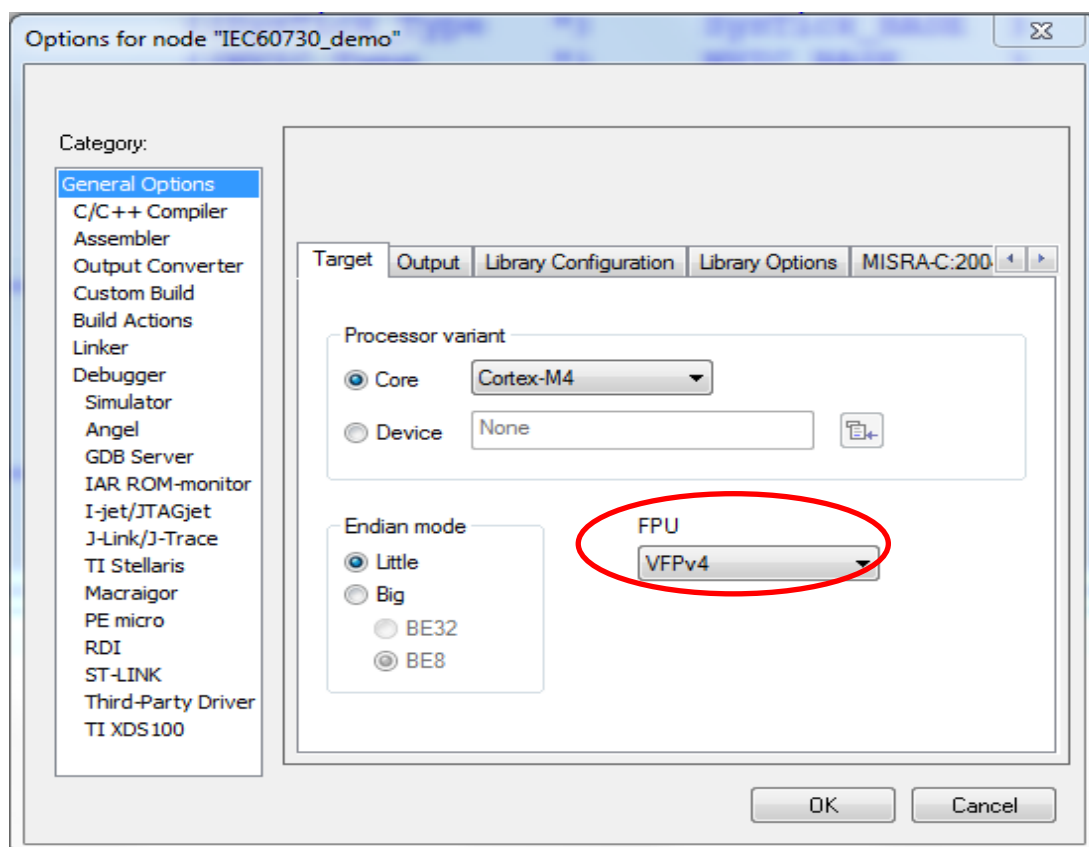 Options for node "IEC60730_demo"
Category:
General Options
C/C++ Compiler
Assembler
Output Converter
Custom Build
Build Actions
Linker
Debugger
Simulator
Angel
GDB Server
IAR ROM-monitor
I-jet/JTAGjet
J-Link/J-Trace
TI Stellaris
Macraigor
PE micro
RDI
ST-LINK
Third-Party Driver
TI XDS100
Target Output Library Configuration Library Options MISRA-C:200
Processor variant
Core Cortex-M4
Device None
Endian mode
Little
Big
BE32
BE8
FPU
VFPv4
OK Cancel